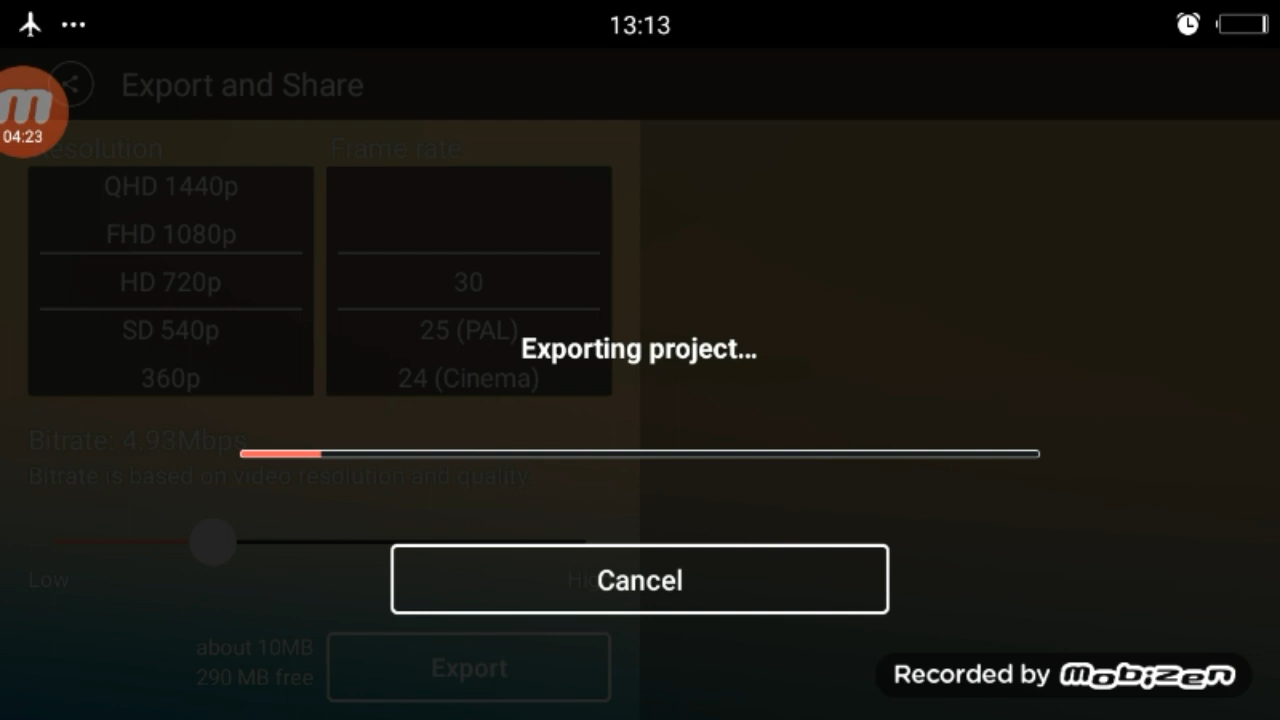 13:13
Export and Share
m
04:23
Resolution
Frame rate
QHD 1440p
FHD 1080p
HD 720p
SD 540p
360p
30
25 (PAL)
24 (Cinema)
Exporting project...
Bitrate: 4.93Mbps
Bitrate is based on video resolution and quality
Low
Cancel
about 10MB
290 MB free
Export
Recorded by mobizen